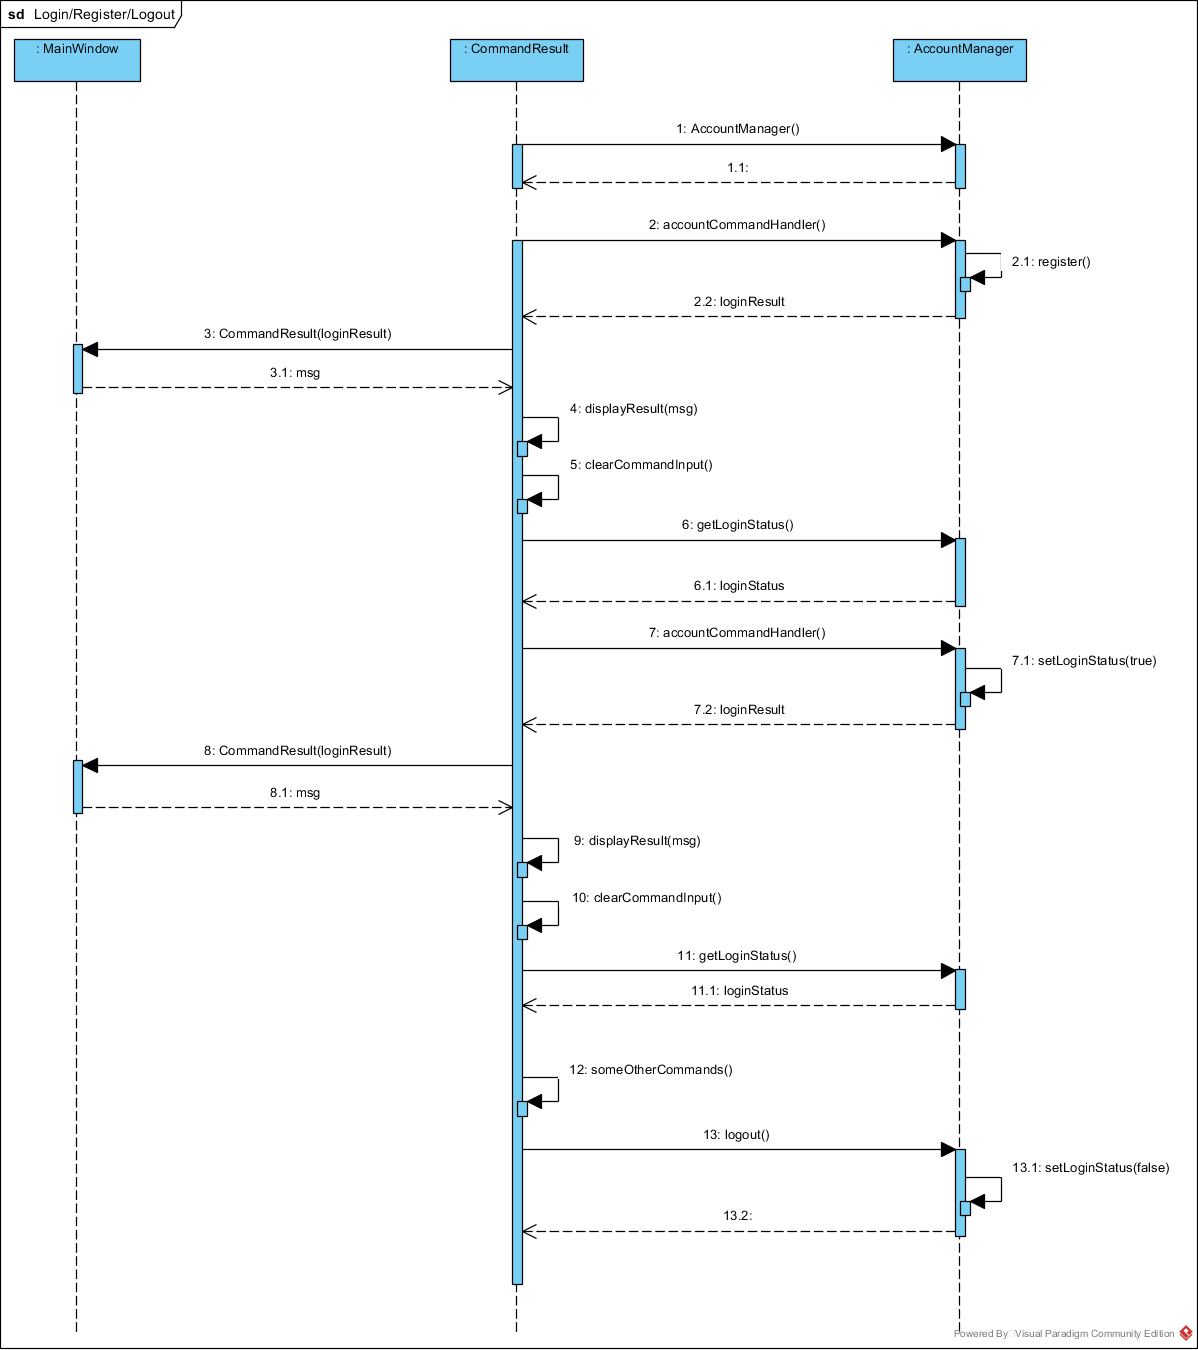 sd Login/Register/Logout
: MainWindow
: CommandResult
: AccountManager
1: AccountManager()
1.1:
2: accountCommandHandler()
2.1: register()
2.2: loginResult
3: CommandResult(loginResult)
3.1: msg
4: displayResult(msg)
5: clearCommandInput()
6: getLoginStatus()
6.1: loginStatus
7: accountCommandHandler()
7.1: setLoginStatus(true)
7.2: loginResult
8: CommandResult(loginResult)
8.1: msg
9: displayResult(msg)
10: clearCommandInput()
11: getLoginStatus()
11.1: loginStatus
12: someOtherCommands()
13: logout()
13.1: setLoginStatus(false)
13.2:
Powered By Visual Paradigm Community Edition